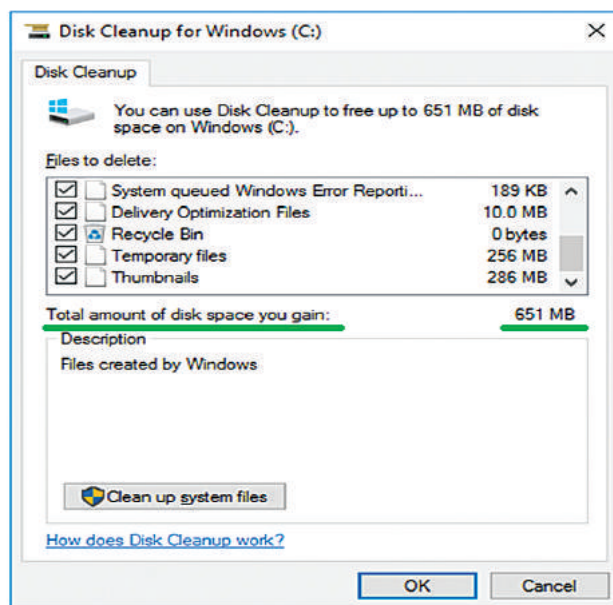 Disk Cleanup for Windows (C:)
Disk Cleanup
You can use Disk Cleanup to free up to 651 MB of disk
space on Windows (C:).
Files to delete:
System queued Windows Error Reporti... 189 KB
Delivery Optimization Files 10.0 MB
Recycle Bin 0 bytes
Temporary files 256 MB
Thumbnails 286 MB
Total amount of disk space you gain: 651 MB
Description
Files created by Windows
Clean up system files
How does Disk Cleanup work?
OK Cancel